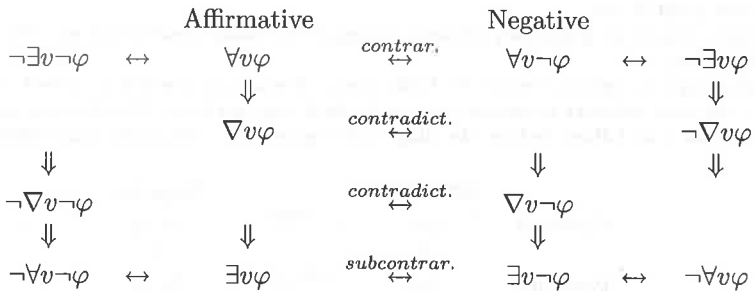 Affirmative Negative
¬∃v¬φ ↔ ∀vφ contrar. ↔ ∀v¬φ ↔ ¬∃vφ
⇓ ⇓
∇vφ contradict. ↔ ¬∇vφ
⇓ ⇓ ⇓
¬∇v¬φ contradict. ↔ ∇v¬φ
⇓ ⇓ ⇓
¬∀v¬φ ↔ ∃vφ subcontrar. ↔ ∃v¬φ ↔ ¬∀vφ